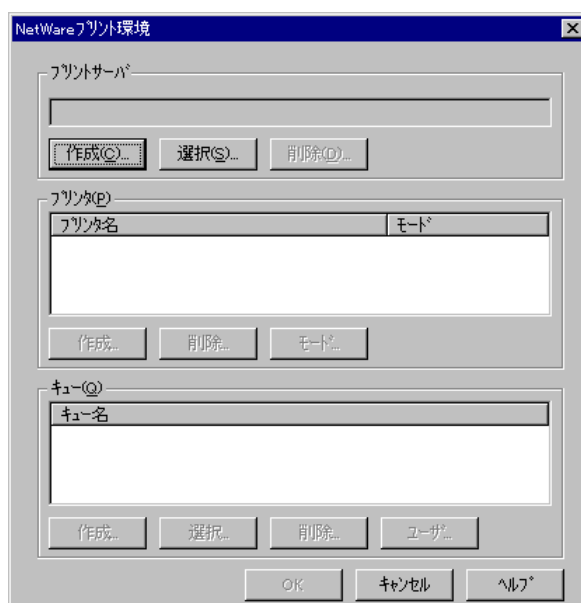 NetWareﾌﾟﾘﾝﾄ環境
ﾌﾟﾘﾝﾄｻｰﾊﾞ
作成(C)... 選択(S)... 削除(D)...
ﾌﾟﾘﾝﾀ(P)
ﾌﾟﾘﾝﾀ名 ﾓｰﾄﾞ
作成... 削除... ﾓｰﾄﾞ...
ｷｭｰ(Q)
ｷｭｰ名
作成... 選択... 削除... ﾕｰｻﾞ...
OK ｷｬﾝｾﾙ ﾍﾙﾌﾟ